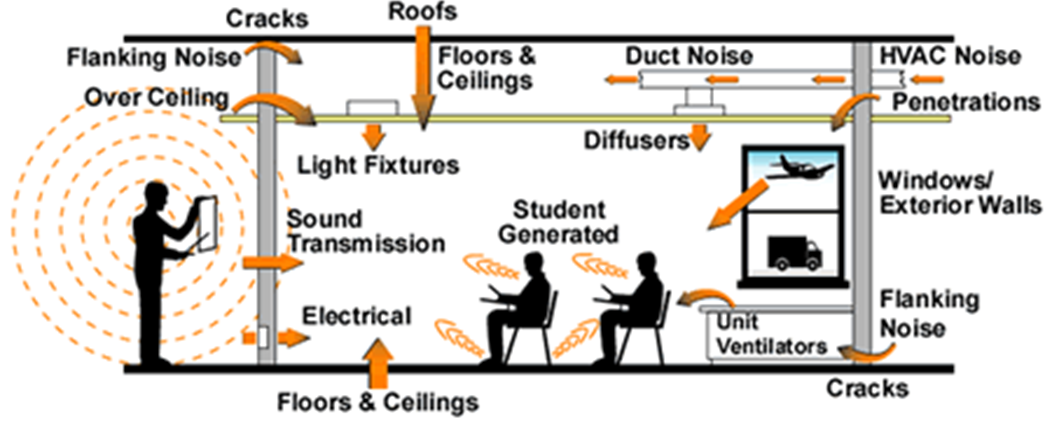 Cracks
Roofs
Flanking Noise
Floors &
Ceilings
Duct Noise
HVAC Noise
Over Ceiling
Penetrations
Diffusers
Light Fixtures
Windows/
Exterior Walls
Sound
Transmission
Student
Generated
Electrical
Unit
Ventilators
Flanking
Noise
Floors & Ceilings
Cracks